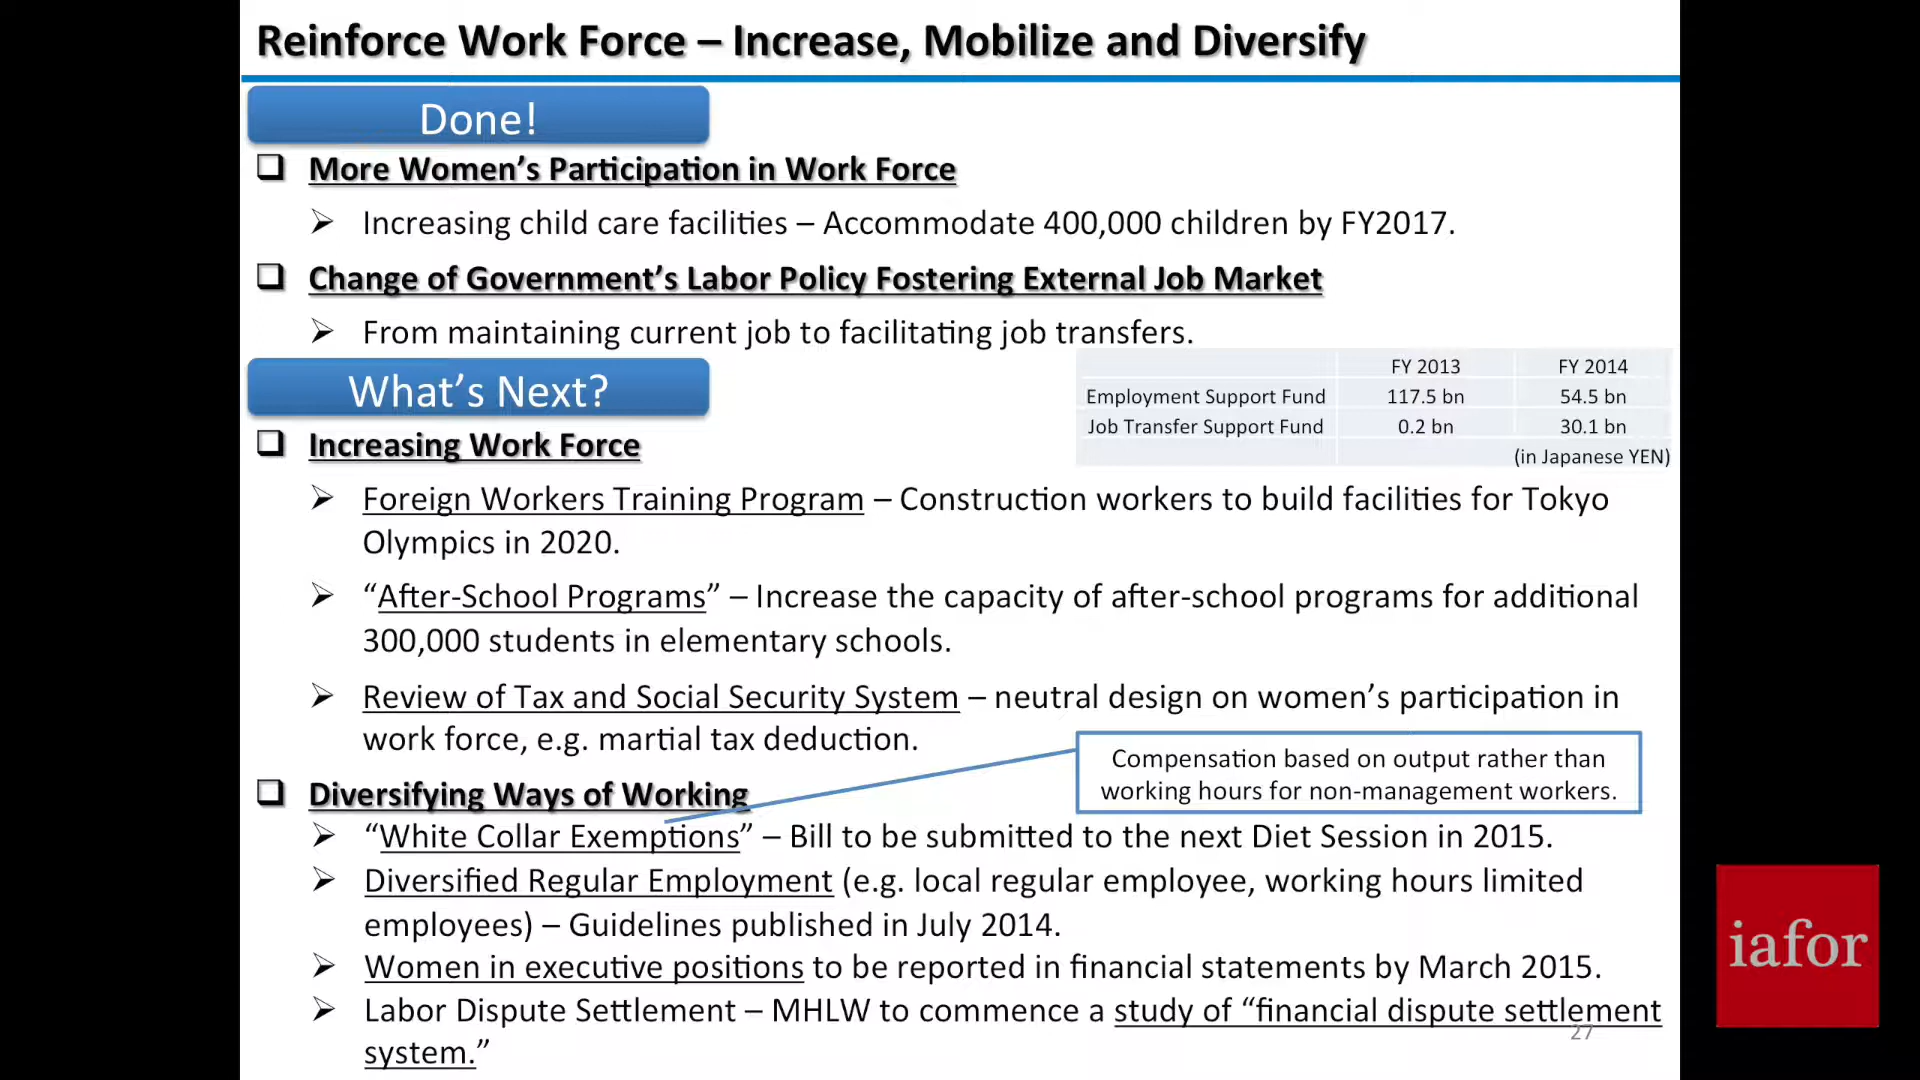 Reinforce Work Force – Increase, Mobilize and Diversify
Done!
More Women’s Participation in Work Force
Increasing child care facilities – Accommodate 400,000 children by FY2017.
Change of Government’s Labor Policy Fostering External Job Market
From maintaining current job to facilitating job transfers.
FY 2013 FY 2014
Employment Support Fund 117.5 bn 54.5 bn
Job Transfer Support Fund 0.2 bn 30.1 bn
(in Japanese YEN)
What’s Next?
Increasing Work Force
Foreign Workers Training Program – Construction workers to build facilities for Tokyo
Olympics in 2020.
“After-School Programs” – Increase the capacity of after-school programs for additional
300,000 students in elementary schools.
Review of Tax and Social Security System – neutral design on women’s participation in
work force, e.g. martial tax deduction.
Compensation based on output rather than
working hours for non-management workers.
Diversifying Ways of Working
“White Collar Exemptions” – Bill to be submitted to the next Diet Session in 2015.
Diversified Regular Employment (e.g. local regular employee, working hours limited
employees) – Guidelines published in July 2014.
Women in executive positions to be reported in financial statements by March 2015.
Labor Dispute Settlement – MHLW to commence a study of “financial dispute settlement
system.”
27
iafor